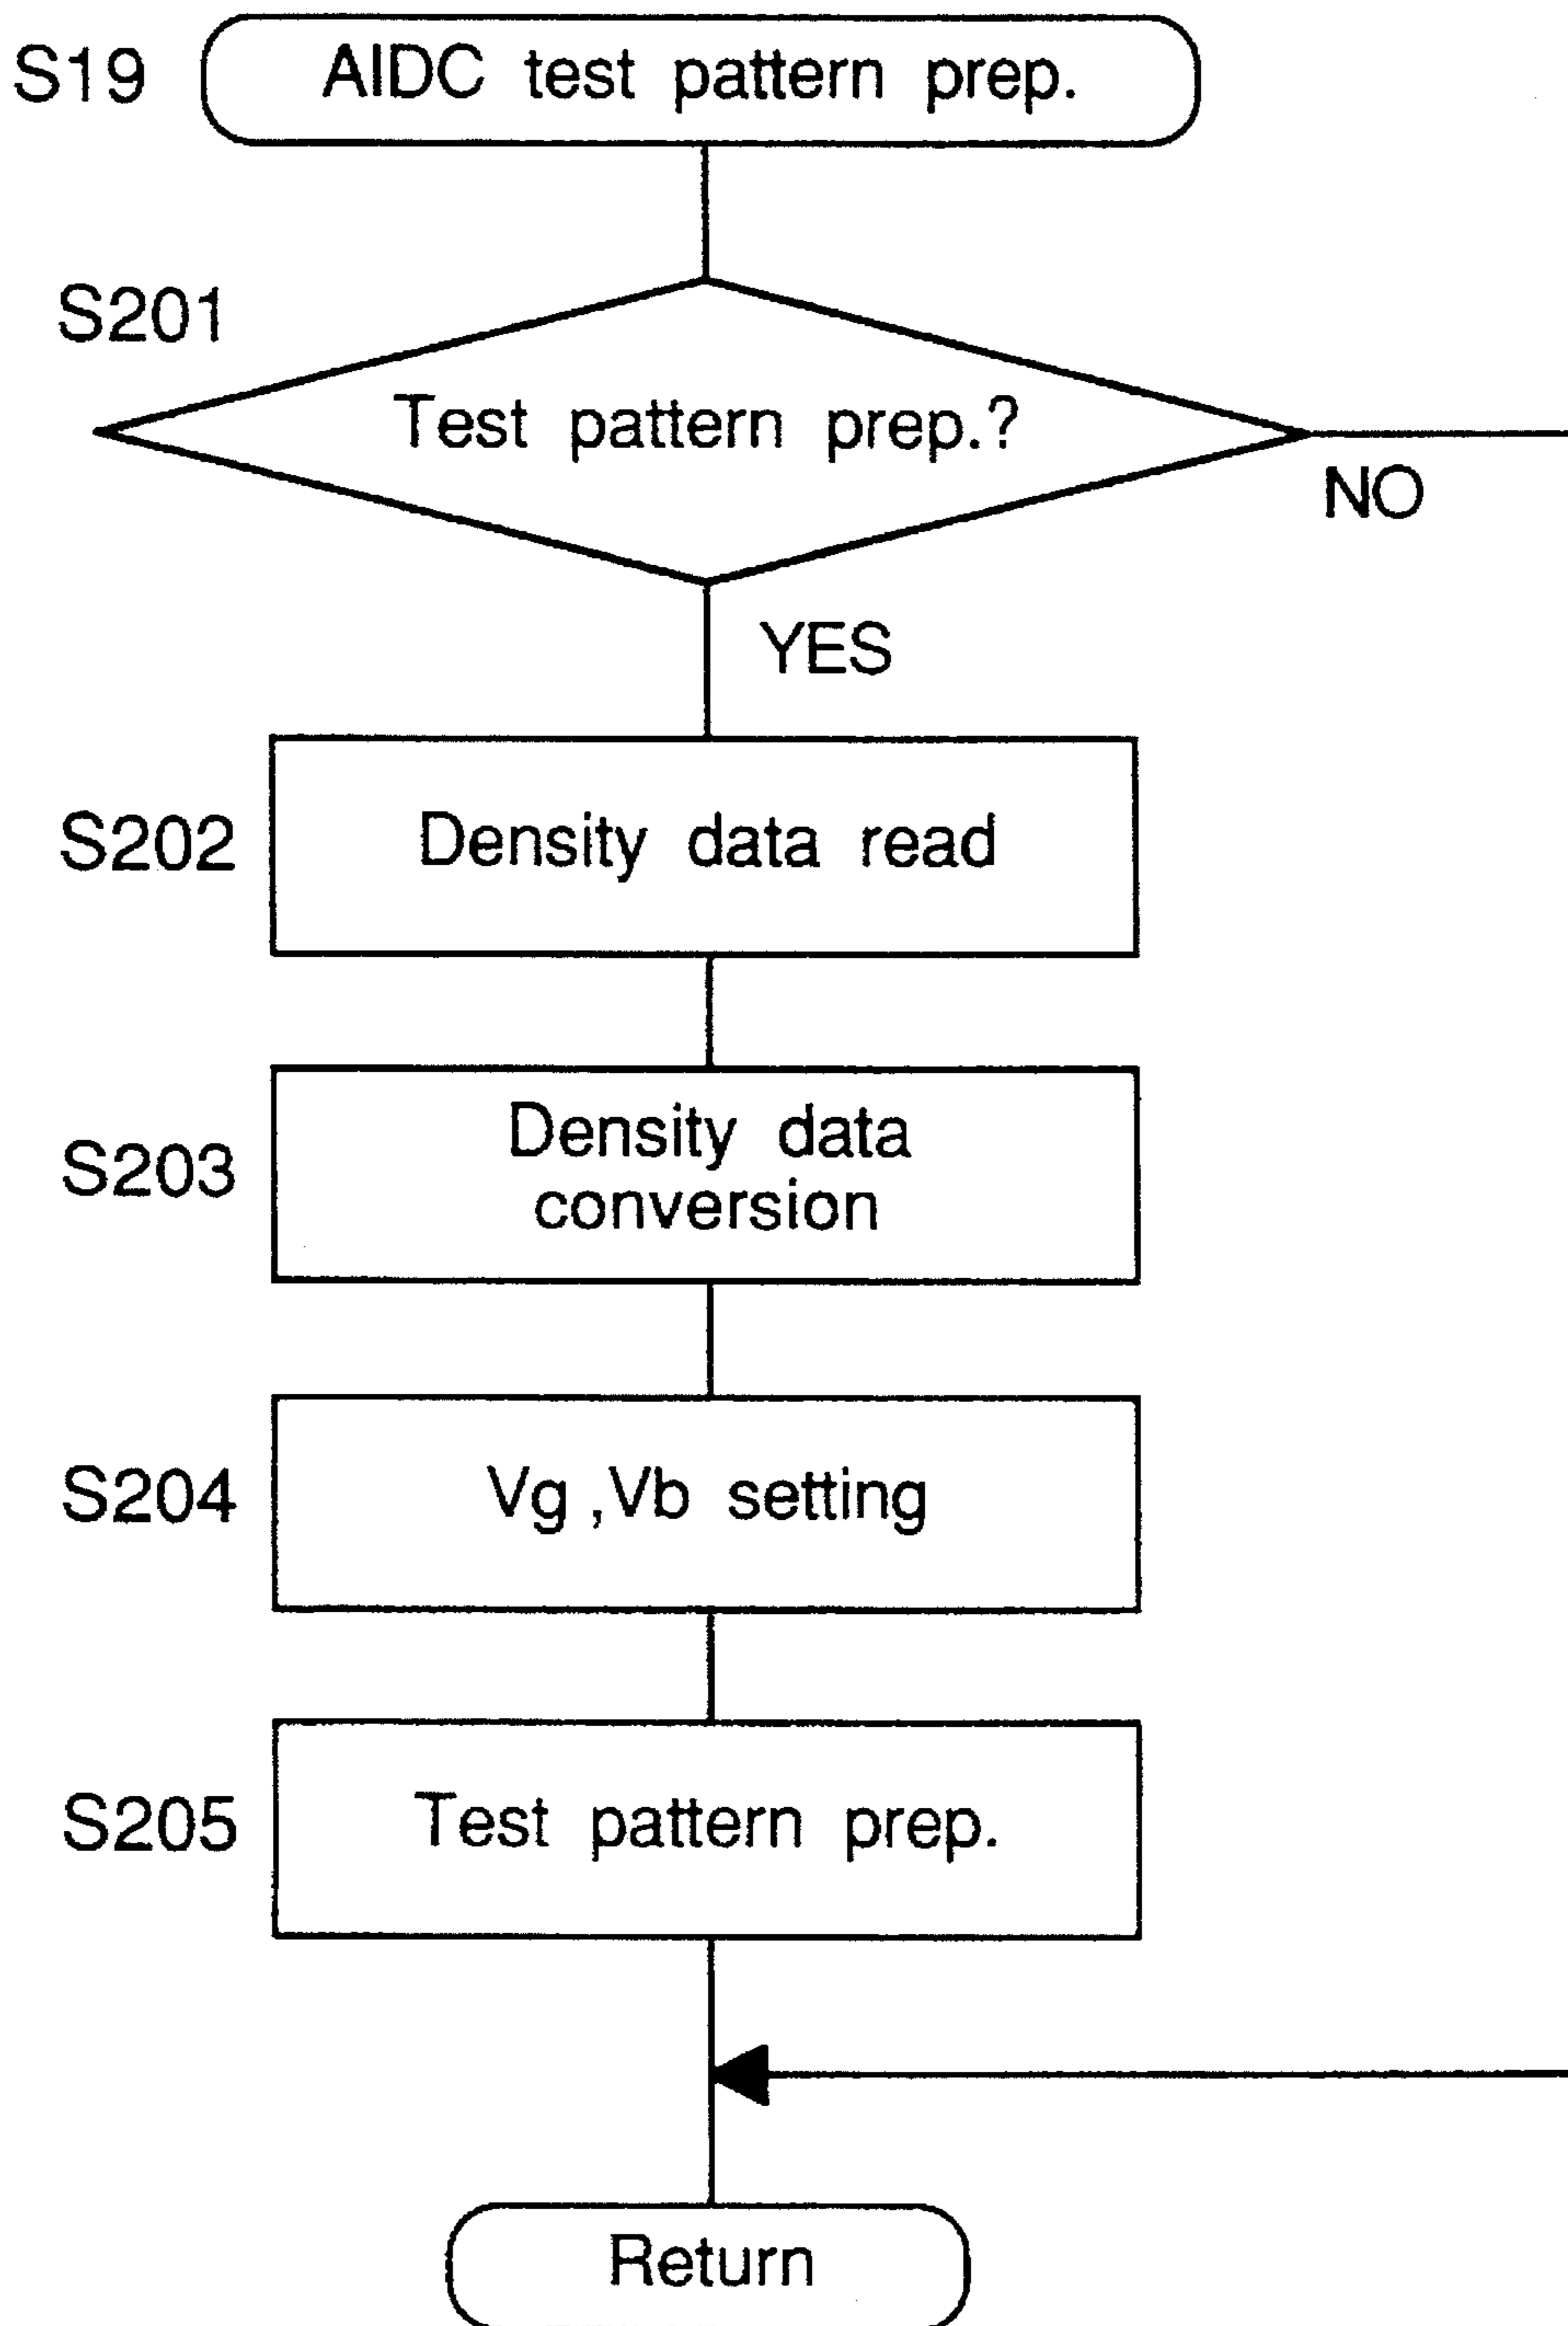 S19 AIDC test pattern prep.
S201
Test pattern prep.?
NO
YES
S202 Density data read
S203 Density data
conversion
S204 Vg ,Vb setting
S205 Test pattern prep.
Return